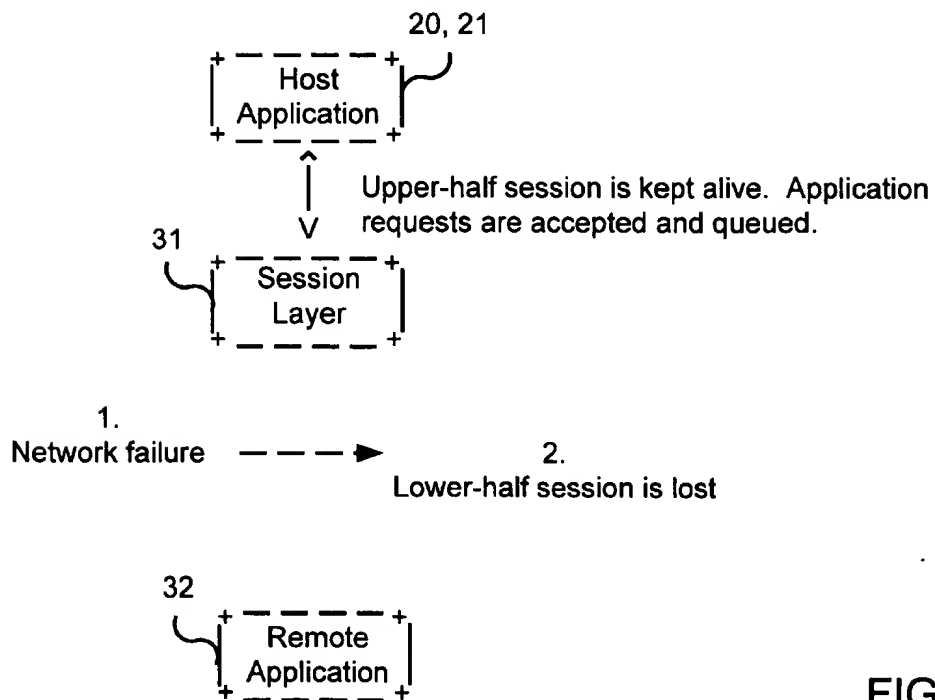 20, 21
Host
Application
Upper-half session is kept alive. Application
requests are accepted and queued.
31
Session
Layer
1.
Network failure
2.
Lower-half session is lost
32
Remote
Application
FIG